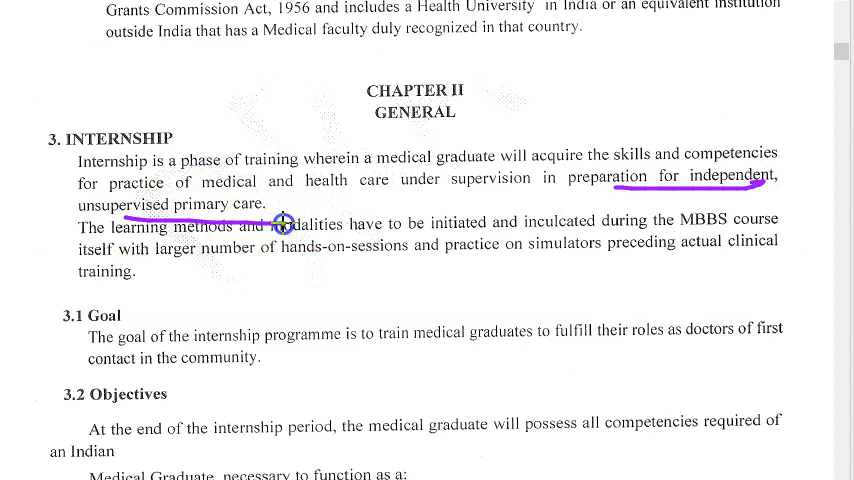 Grants Commission Act, 1956 and includes a Health University in India or an equivalent institution
outside India that has a Medical faculty duly recognized in that country.
CHAPTER II
GENERAL
3. INTERNSHIP
Internship is a phase of training wherein a medical graduate will acquire the skills and competencies
for practice of medical and health care under supervision in preparation for independent,
unsupervised primary care.
The learning methods and modalities have to be initiated and inculcated during the MBBS course
itself with larger number of hands-on-sessions and practice on simulators preceding actual clinical
training.
3.1 Goal
The goal of the internship programme is to train medical graduates to fulfill their roles as doctors of first
contact in the community.
3.2 Objectives
At the end of the internship period, the medical graduate will possess all competencies required of
an Indian
Medical Graduate, necessary to function as a: